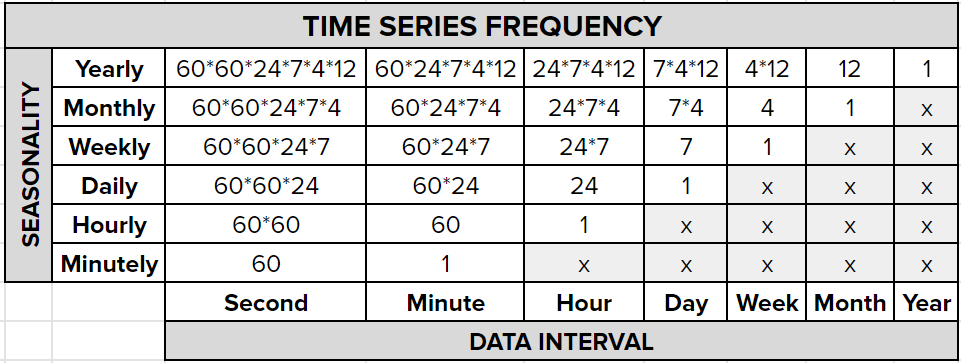 TIME SERIES FREQUENCY
SEASONALITY
Yearly 60*60*24*7*4*12 60*24*7*4*12 24*7*4*12 7*4*12 4*12 12 1
Monthly 60*60*24*7*4 60*24*7*4 24*7*4 7*4 4 1 x
Weekly 60*60*24*7 60*24*7 24*7 7 1 x x
Daily 60*60*24 60*24 24 1 x x x
Hourly 60*60 60 1 x x x x
Minutely 60 1 x x x x x
Second Minute Hour Day Week Month Year
DATA INTERVAL